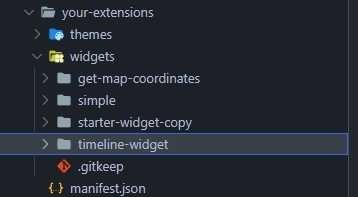 your-extensions
themes
widgets
get-map-coordinates
simple
starter-widget-copy
timeline-widget
.gitkeep
manifest.json